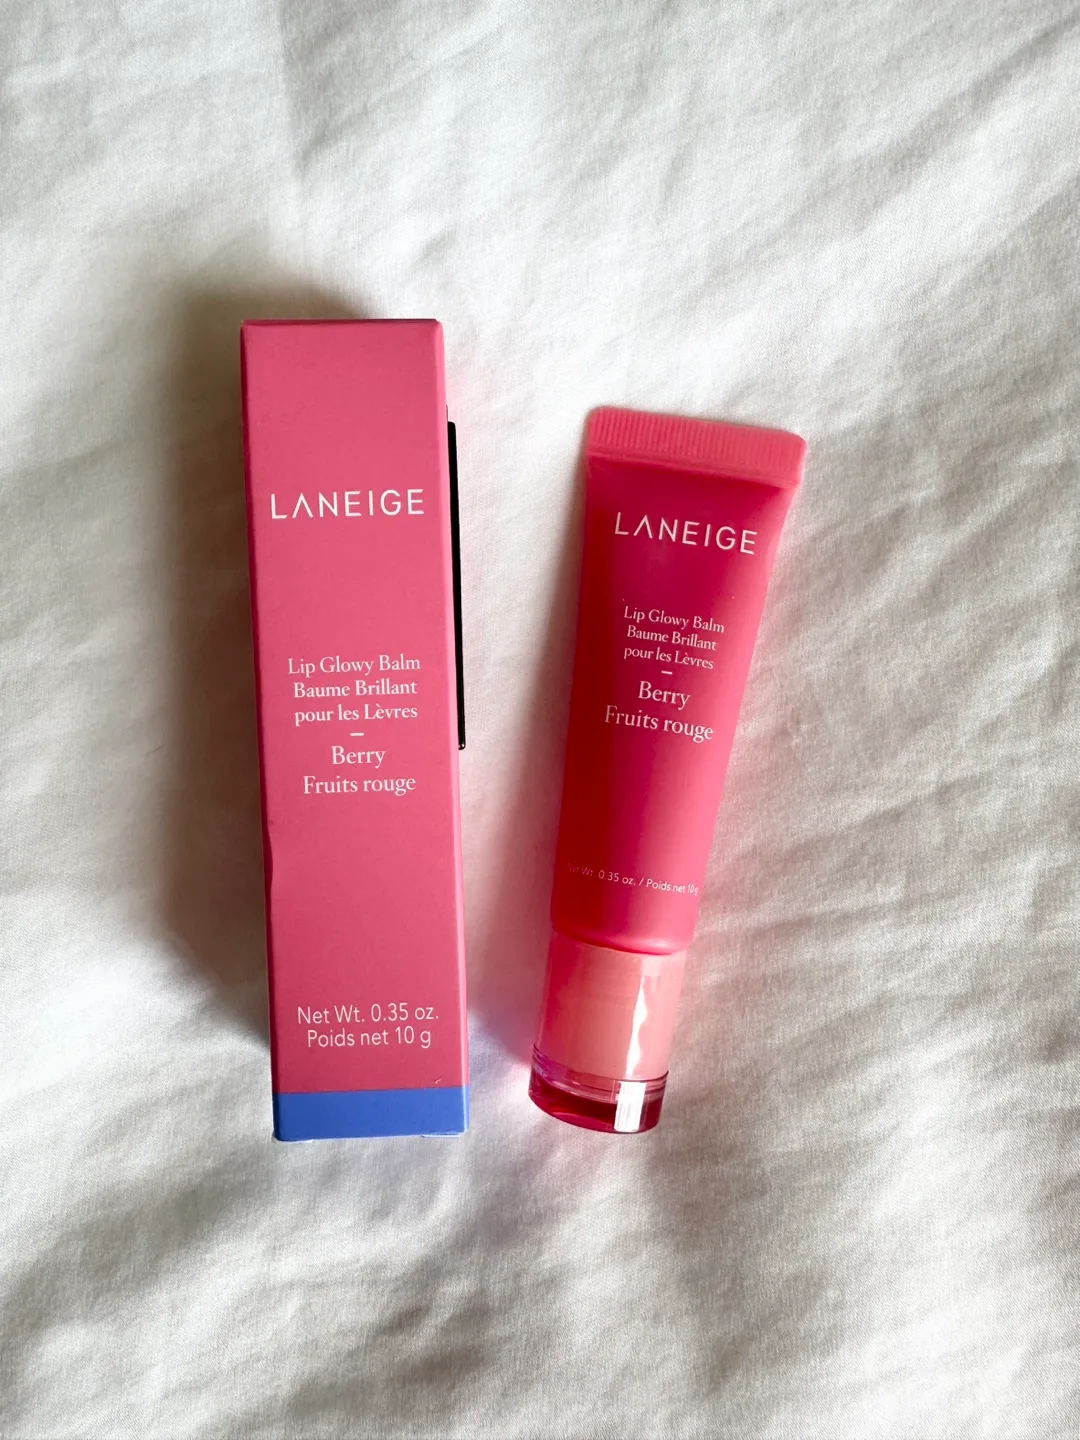 LANEIGE
Lip Glowy Balm
Baume Brillant
pour les Lèvres
Berry
Fruits rouge
Net Wt. 0.35 oz.
Poids net 10 g
LANEIGE
Lip Glowy Balm
Baume Brillant
pour les Lèvres
Berry
Fruits rouge
Net Wt. 0.35 oz. / Poids net 10g